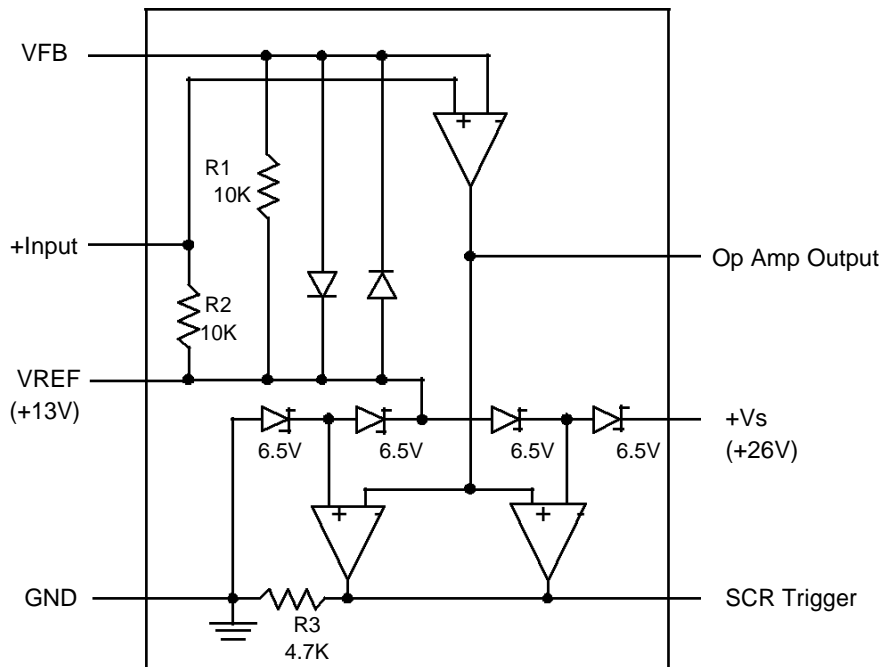 VFB
+ -
R1
10K
+Input
Op Amp Output
R2
10K
VREF
(+13V)
+Vs
(+26V)
6.5V 6.5V 6.5V 6.5V
+ - + -
GND
SCR Trigger
R3
4.7K